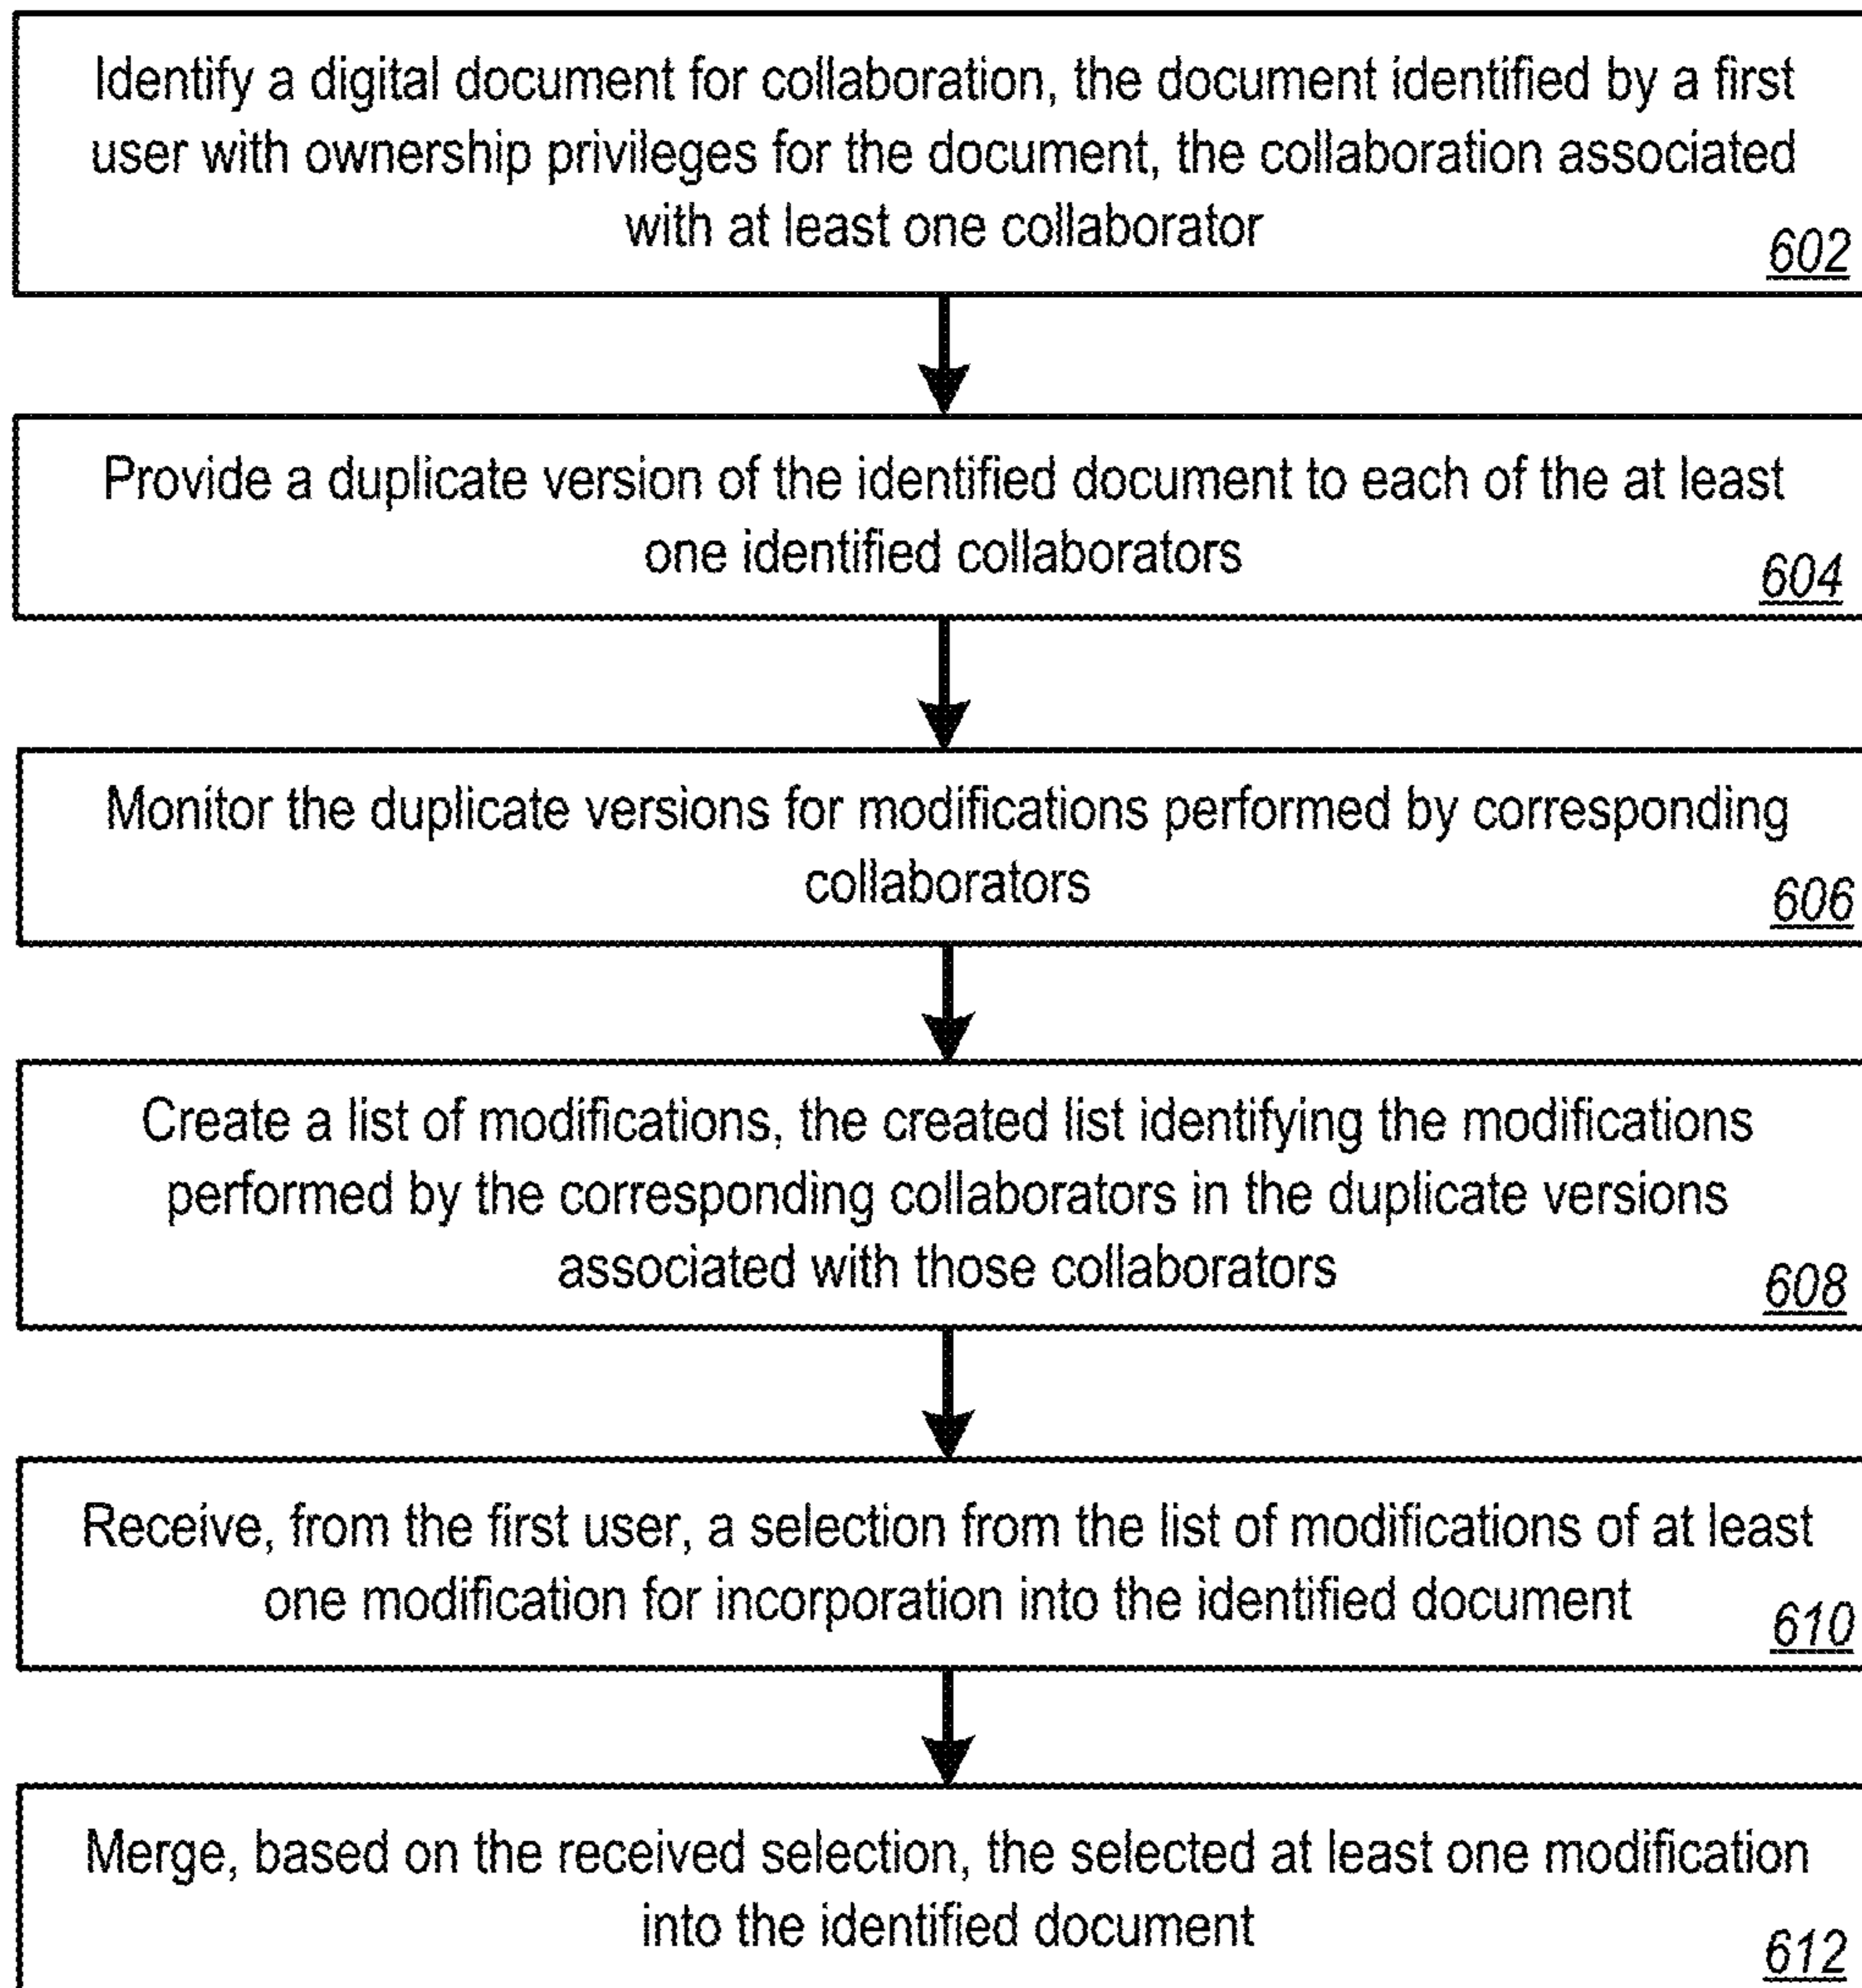 Identify a digital document for collaboration, the document identified by a first
user with ownership privileges for the document, the collaboration associated
with at least one collaborator
602
Provide a duplicate version of the identified document to each of the at least
one identified collaborators
604
Monitor the duplicate versions for modifications performed by corresponding
collaborators
606
Create a list of modifications, the created list identifying the modifications
performed by the corresponding collaborators in the duplicate versions
associated with those collaborators
608
Receive, from the first user, a selection from the list of modifications of at least
one modification for incorporation into the identified document
610
Merge, based on the received selection, the selected at least one modification
into the identified document
612